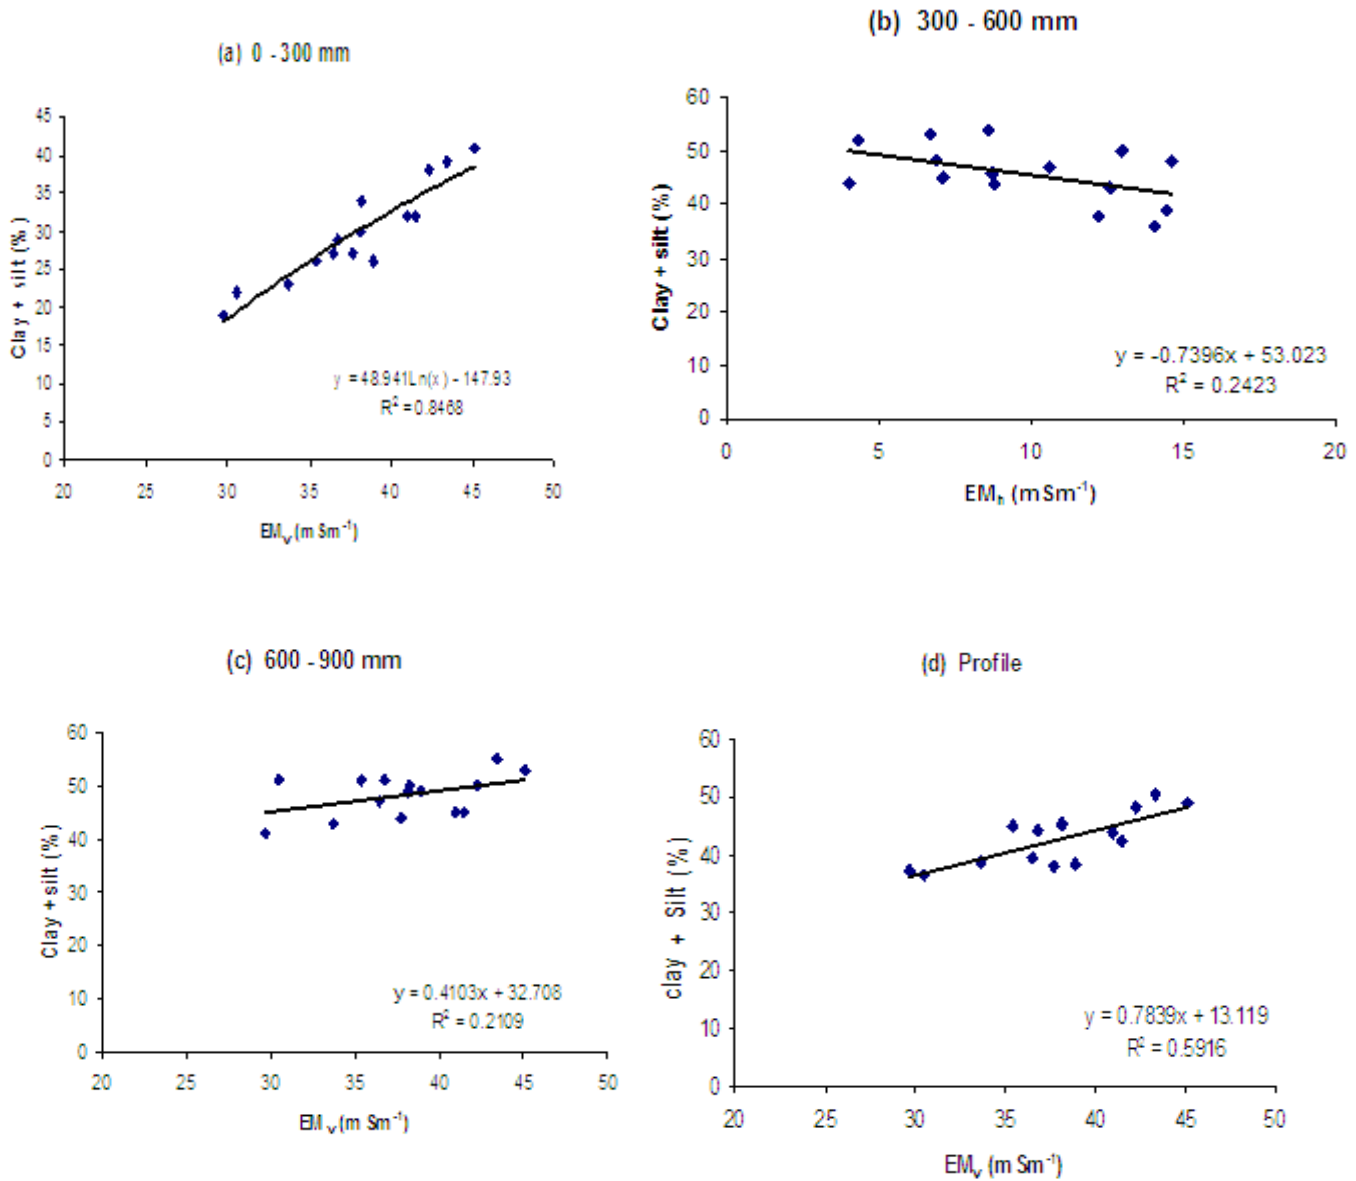 (a) 0 - 300 mm
45
40
35
30
25
20
15
10
5
0
Clay + silt (%)
20 25 30 35 40 45 50
EMv (m Sm⁻¹)
y = 48.941Ln(x) - 147.93
R² = 0.8468
(b) 300 - 600 mm
60
50
40
30
20
10
0
Clay + silt (%)
0 5 10 15 20
EMh (m Sm⁻¹)
y = -0.7396x + 53.023
R² = 0.2423
(c) 600 - 900 mm
60
50
40
30
20
10
0
Clay + silt (%)
20 25 30 35 40 45 50
EMv (m Sm⁻¹)
y = 0.4103x + 32.708
R² = 0.2109
(d) Profile
60
50
40
30
20
10
0
clay + Silt (%)
20 25 30 35 40 45 50
EMv (m Sm⁻¹)
y = 0.7839x + 13.119
R² = 0.5916